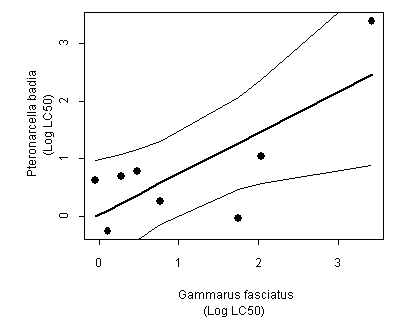 Pteronarcella badia
(Log LC50)
3
2
1
0
0 1 2 3
Gammarus fasciatus
(Log LC50)